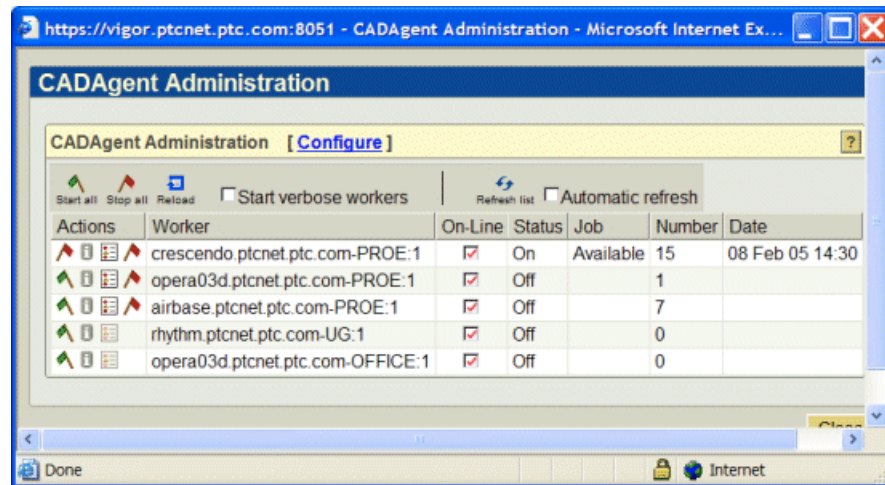 https://vigor.ptcnet.ptc.com:8051 - CADAgent Administration - Microsoft Internet Ex...
CADAgent Administration
CADAgent Administration [ Configure ] ?
Start all Stop all Reload Start verbose workers Refresh list Automatic refresh
Actions Worker On-Line Status Job Number Date
crescendo.ptcnet.ptc.com-PROE:1 On Available 15 08 Feb 05 14:30
opera03d.ptcnet.ptc.com-PROE:1 Off 1
airbase.ptcnet.ptc.com-PROE:1 Off 7
rhythm.ptcnet.ptc.com-UG:1 Off 0
opera03d.ptcnet.ptc.com-OFFICE:1 Off 0
Done Internet